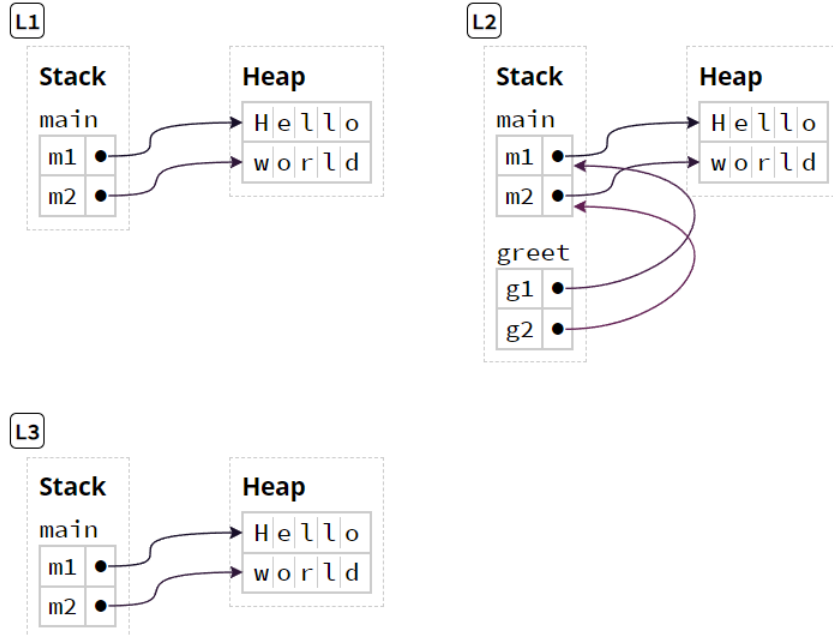 L1
Stack
Heap
main
m1
m2
Hello
world
L2
Stack
Heap
main
m1
m2
Hello
world
greet
g1
g2
L3
Stack
Heap
main
m1
m2
Hello
world